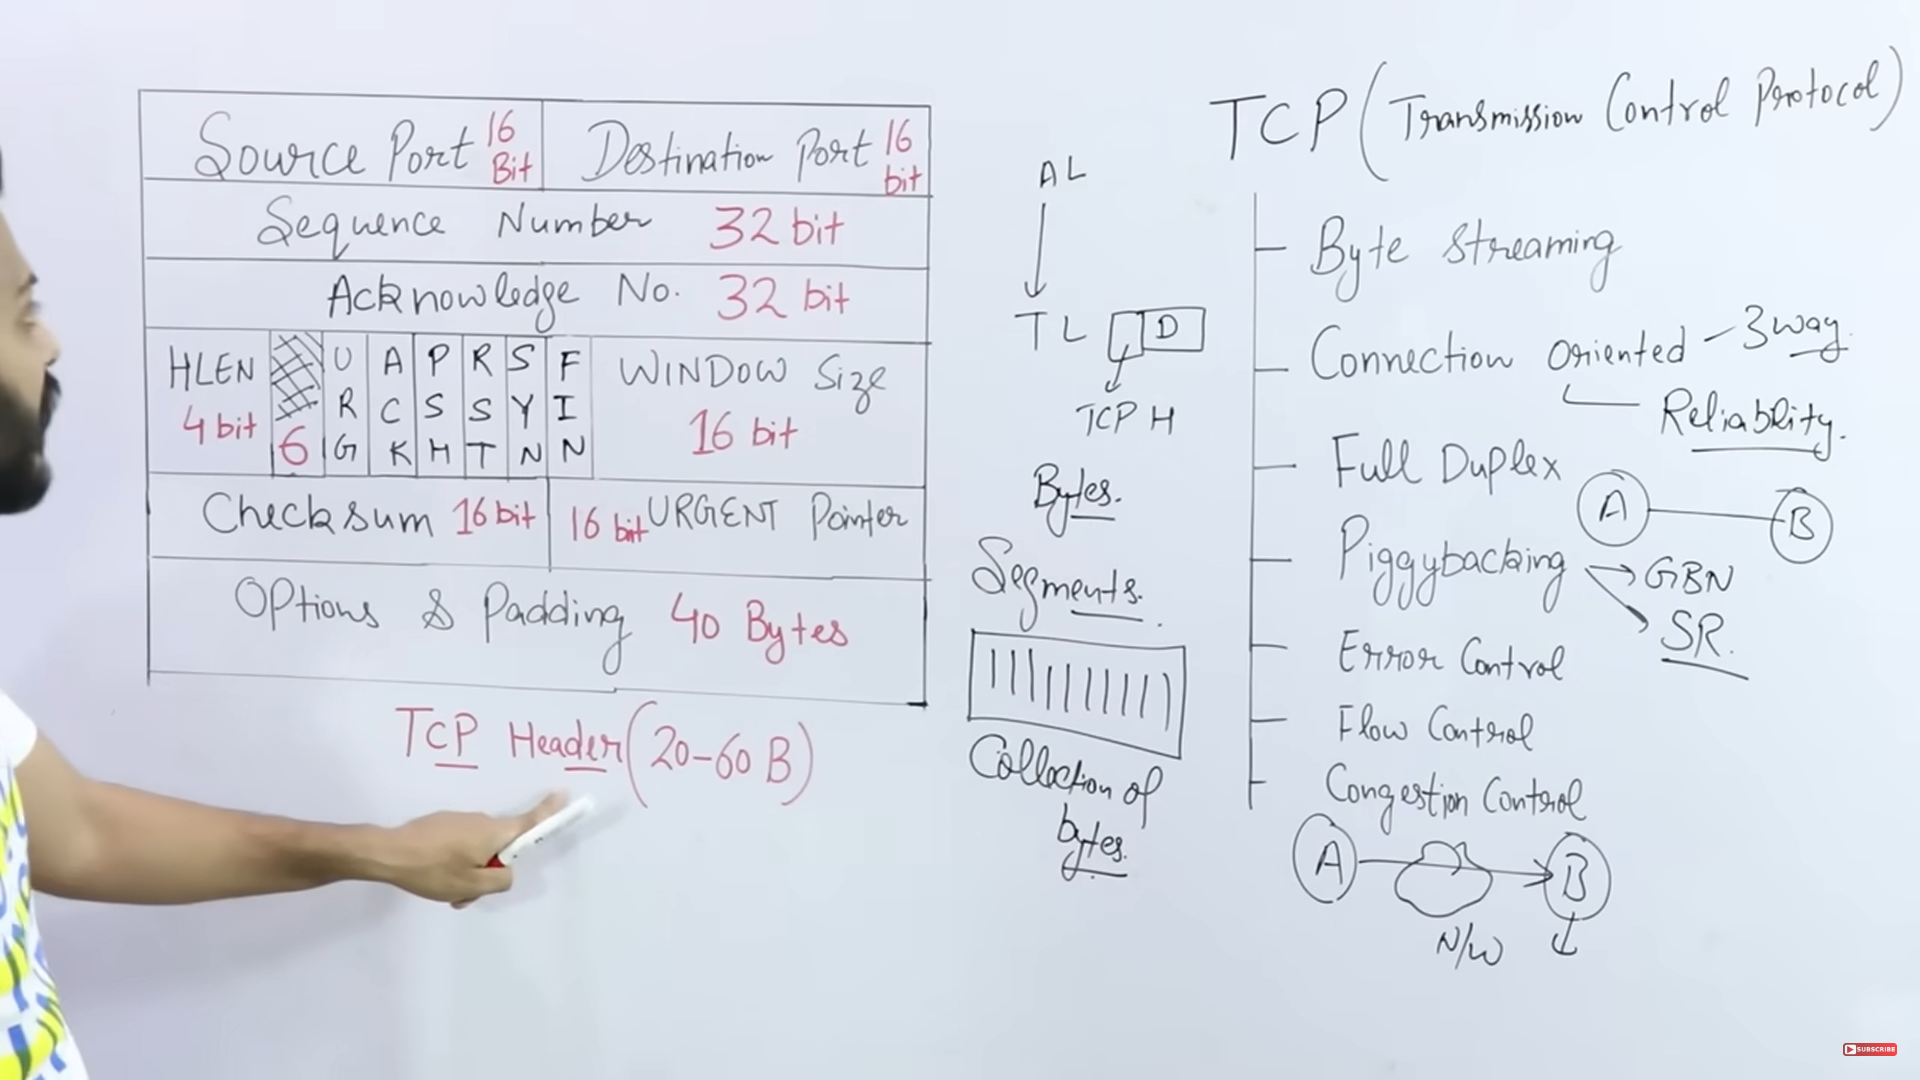 Source Port 16 Bit
Destination Port 16 bit
Sequence Number 32 bit
Acknowledge No. 32 bit
HLEN 4 bit
6
URG
ACK
PSH
RST
SYN
FIN
WINDOW Size
16 bit
Checksum 16 bit
16 bit URGENT Pointer
Options & Padding 40 Bytes
TCP Header (20-60 B)
AL
TL
D
TCP H
Bytes.
Segments.
Collection of
bytes.
TCP (Transmission Control Protocol)
Byte Streaming
Connection Oriented - 3 way.
Reliability.
Full Duplex
A
B
Piggybacking
GBN
SR.
Error Control
Flow Control
Congestion Control
A
B
N/W
SUBSCRIBE